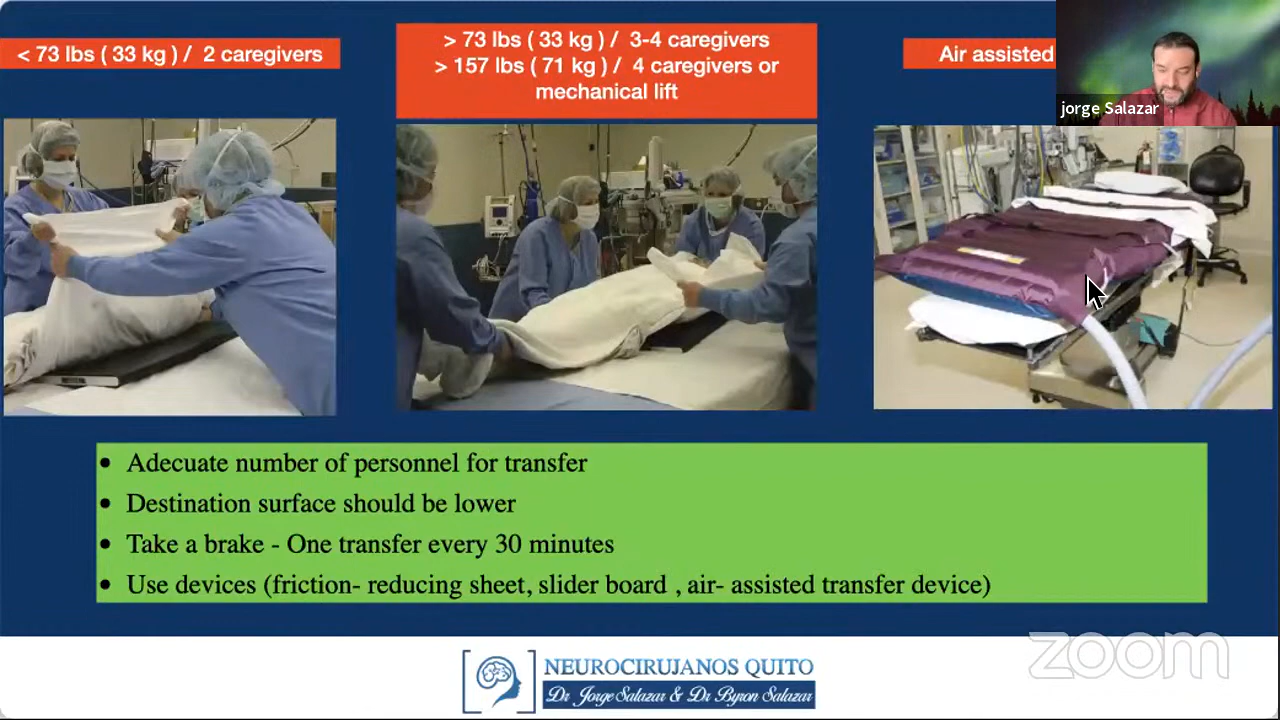 < 73 lbs ( 33 kg ) / 2 caregivers
> 73 lbs ( 33 kg ) / 3-4 caregivers
> 157 lbs ( 71 kg ) / 4 caregivers or
mechanical lift
Air assisted
jorge Salazar
• Adecuate number of personnel for transfer
• Destination surface should be lower
• Take a brake - One transfer every 30 minutes
• Use devices (friction- reducing sheet, slider board , air- assisted transfer device)
zoom
NEUROCIRUJANOS QUITO
Dr Jorge Salazar & Dr Byron Salazar